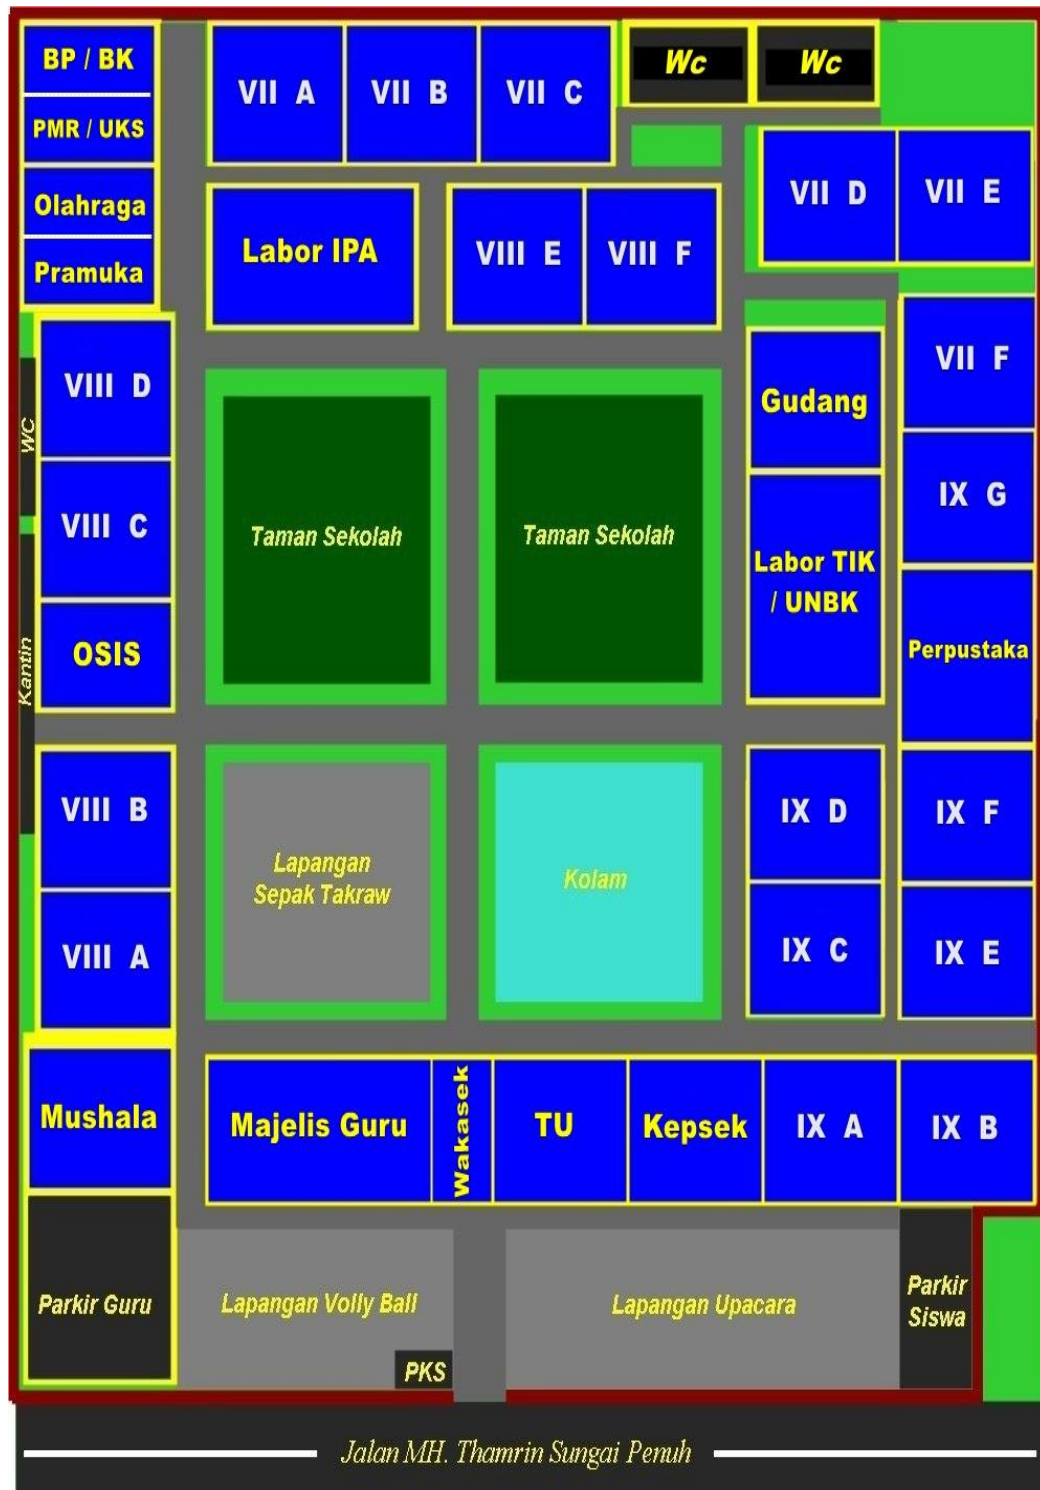 BP / BK
PMR / UKS
Olahraga
Pramuka
VII A
VII B
VII C
Wc
Wc
VII D
VII E
Labor IPA
VIII E
VIII F
VIII D
WC
VIII C
OSIS
Kantin
Taman Sekolah
Taman Sekolah
Gudang
Labor TIK
/ UNBK
VII F
IX G
Perpustaka
VIII B
VIII A
Lapangan
Sepak Takraw
Kolam
IX D
IX C
IX F
IX E
Mushala
Majelis Guru
Wakasek
TU
Kepsek
IX A
IX B
Parkir Guru
Lapangan Volly Ball
PKS
Lapangan Upacara
Parkir
Siswa
Jalan MH. Thamrin Sungai Penuh